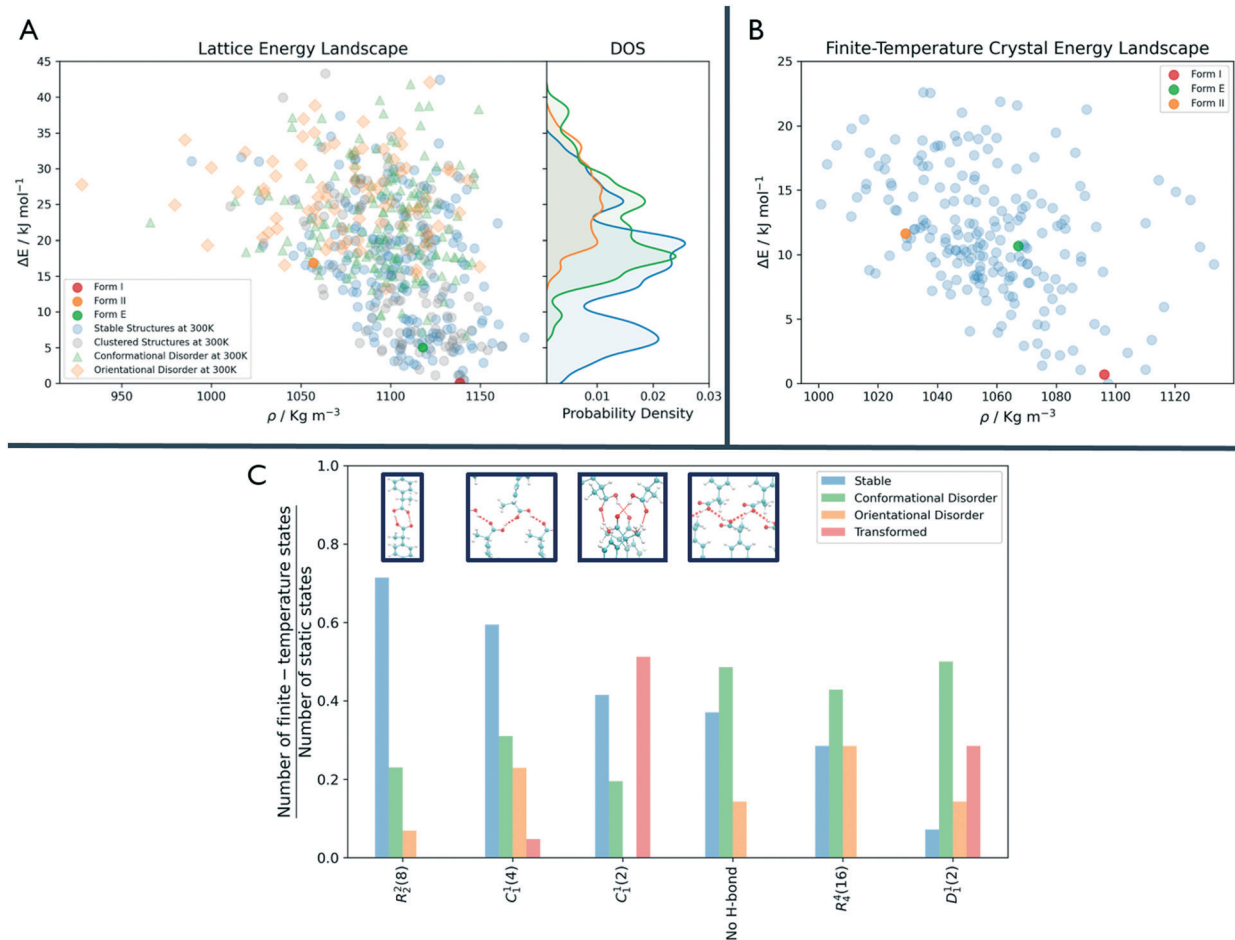 A
Lattice Energy Landscape
DOS
ΔE / kJ mol⁻¹
45
40
35
30
25
20
15
10
5
0
Form I
Form II
Form E
Stable Structures at 300K
Clustered Structures at 300K
Conformational Disorder at 300K
Orientational Disorder at 300K
950
1000
1050
1100
1150
ρ / Kg m⁻³
0.01
0.02
0.03
Probability Density
B
Finite-Temperature Crystal Energy Landscape
ΔE / kJ mol⁻¹
25
20
15
10
5
0
Form I
Form E
Form II
1000
1020
1040
1060
1080
1100
1120
ρ / Kg m⁻³
C
Number of finite − temperature states
Number of static states
1.0
0.8
0.6
0.4
0.2
0.0
Stable
Conformational Disorder
Orientational Disorder
Transformed
R₂²(8)
C₁¹(4)
C₁¹(2)
No H-bond
R₄⁴(16)
D₁¹(2)